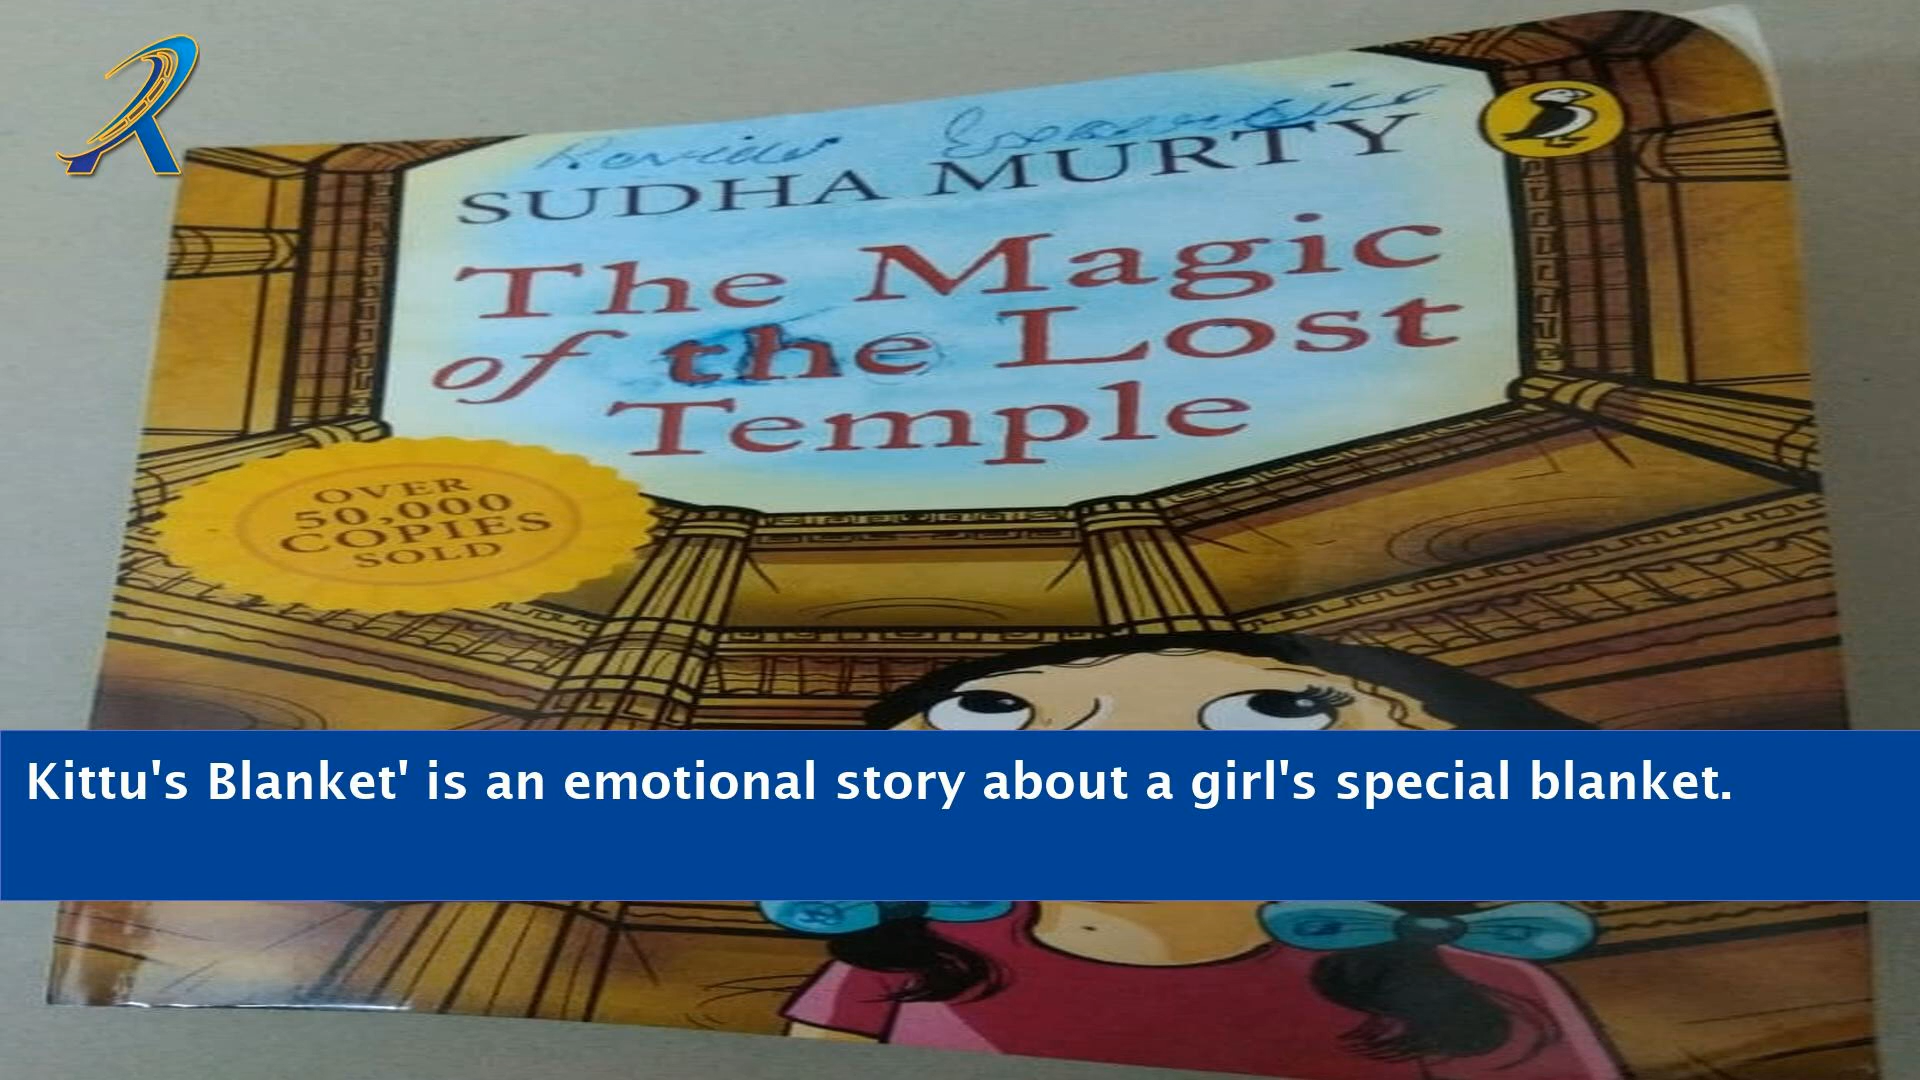 SUDHA MURTY
The Magic
of the Lost
Temple
OVER
50,000
COPIES
SOLD
Kittu's Blanket' is an emotional story about a girl's special blanket.